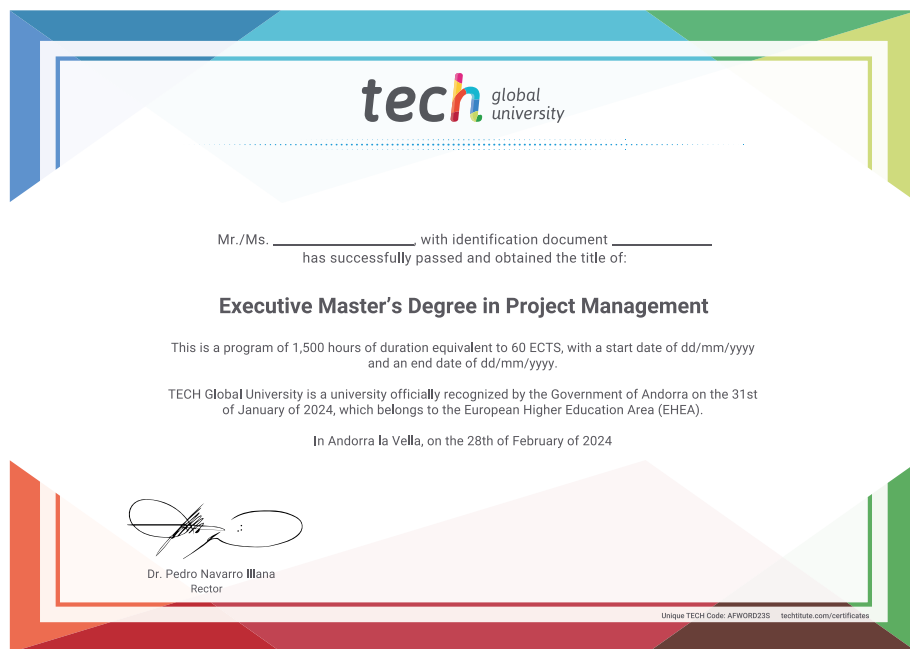 tech global
university
Mr./Ms. ________________, with identification document ____________
has successfully passed and obtained the title of:
Executive Master’s Degree in Project Management
This is a program of 1,500 hours of duration equivalent to 60 ECTS, with a start date of dd/mm/yyyy
and an end date of dd/mm/yyyy.
TECH Global University is a university officially recognized by the Government of Andorra on the 31st
of January of 2024, which belongs to the European Higher Education Area (EHEA).
In Andorra la Vella, on the 28th of February of 2024
Dr. Pedro Navarro Illana
Rector
Unique TECH Code: AFWORD23S techtitute.com/certificates